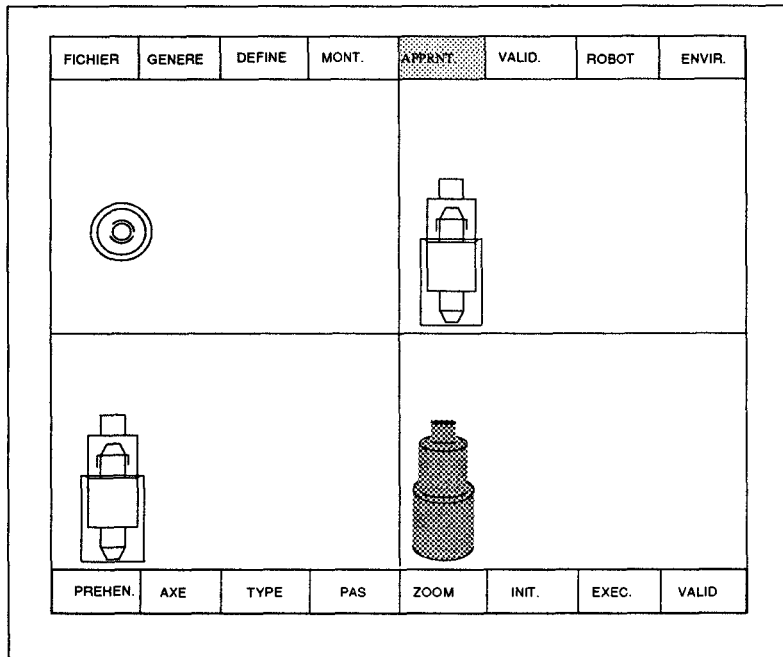 FICHIER GENERE DEFINE MONT. APPRNT. VALID. ROBOT ENVIR.
PREHEN. AXE TYPE PAS ZOOM INIT. EXEC. VALID